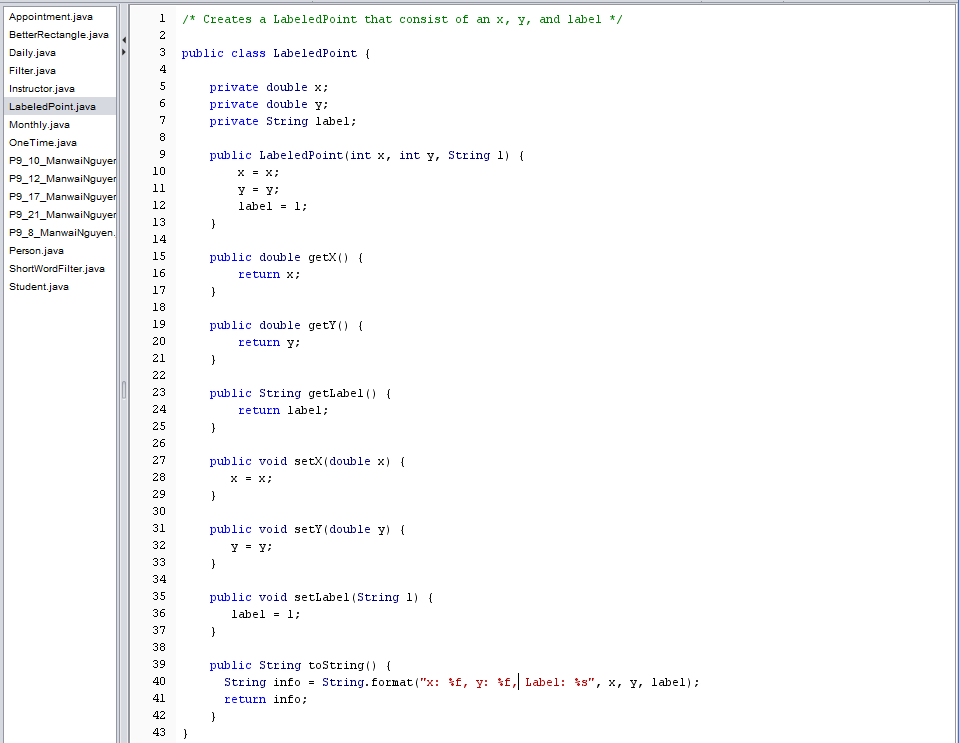 Appointment.java
BetterRectangle.java
Daily.java
Filter.java
Instructor.java
LabeledPoint.java
Monthly.java
OneTime.java
P9_10_ManwaiNguyen
P9_12_ManwaiNguyen
P9_17_ManwaiNguyen
P9_21_ManwaiNguyen
P9_8_ManwaiNguyen.
Person.java
ShortWordFilter.java
Student.java
1 /* Creates a LabeledPoint that consist of an x, y, and label */
2
3 public class LabeledPoint {
4
5 private double x;
6 private double y;
7 private String label;
8
9 public LabeledPoint(int x, int y, String l) {
10 x = x;
11 y = y;
12 label = l;
13 }
14
15 public double getX() {
16 return x;
17 }
18
19 public double getY() {
20 return y;
21 }
22
23 public String getLabel() {
24 return label;
25 }
26
27 public void setX(double x) {
28 x = x;
29 }
30
31 public void setY(double y) {
32 y = y;
33 }
34
35 public void setLabel(String l) {
36 label = l;
37 }
38
39 public String toString() {
40 String info = String.format("x: %f, y: %f, Label: %s", x, y, label);
41 return info;
42 }
43 }